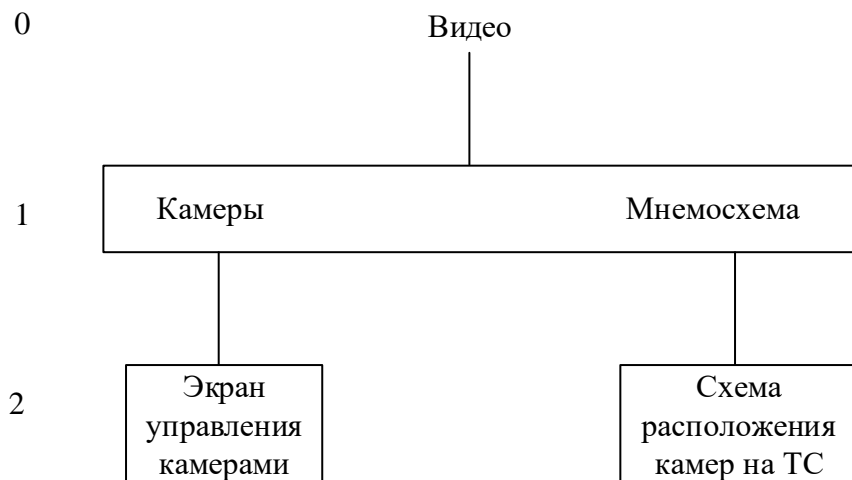 0
Видео
1
Камеры
Мнемосхема
2
Экран
управления
камерами
Схема
расположения
камер на ТС